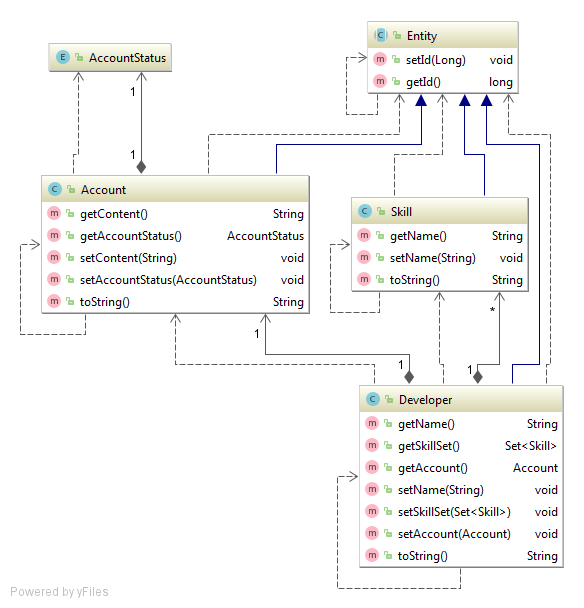 E AccountStatus
C Entity
m setId(Long) void
m getId() long
1
1
C Account
m getContent() String
m getAccountStatus() AccountStatus
m setContent(String) void
m setAccountStatus(AccountStatus) void
m toString() String
C Skill
m getName() String
m setName(String) void
m toString() String
1
*
1
1
C Developer
m getName() String
m getSkillSet() Set<Skill>
m getAccount() Account
m setName(String) void
m setSkillSet(Set<Skill>) void
m setAccount(Account) void
m toString() String
Powered by yFiles